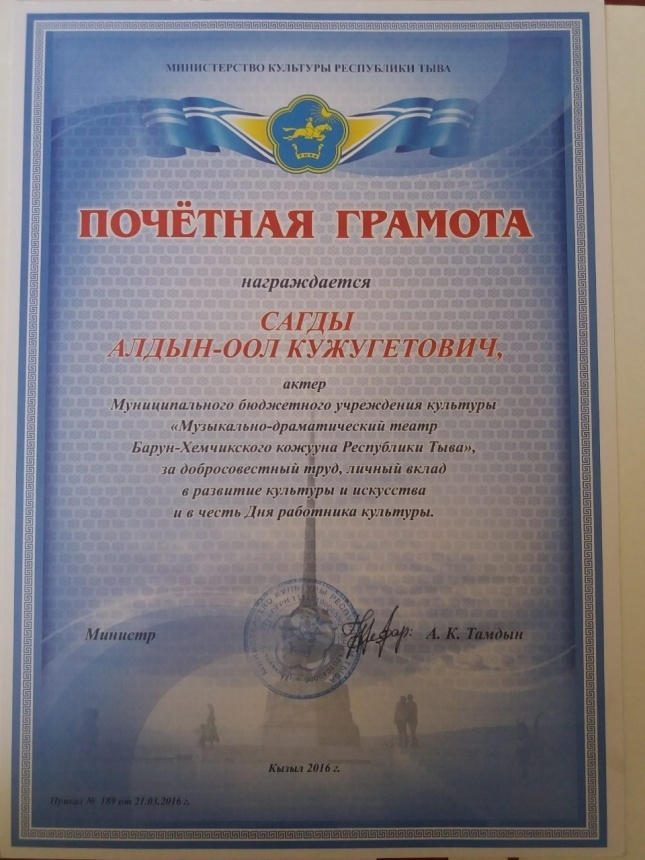 МИНИСТЕРСТВО КУЛЬТУРЫ РЕСПУБЛИКИ ТЫВА
ТЫВА
ПОЧЁТНАЯ ГРАМОТА
награждается
САГДЫ
АЛДЫН-ООЛ КУЖУГЕТОВИЧ,
актер
Муниципального бюджетного учреждения культуры
«Музыкально-драматический театр
Барун-Хемчикского кожууна Республики Тыва»,
за добросовестный труд, личный вклад
в развитие культуры и искусства
и в честь Дня работника культуры.
Министр
А. К. Тамдын
Кызыл 2016 г.
Приказ № 189 от 21.03.2016 г.